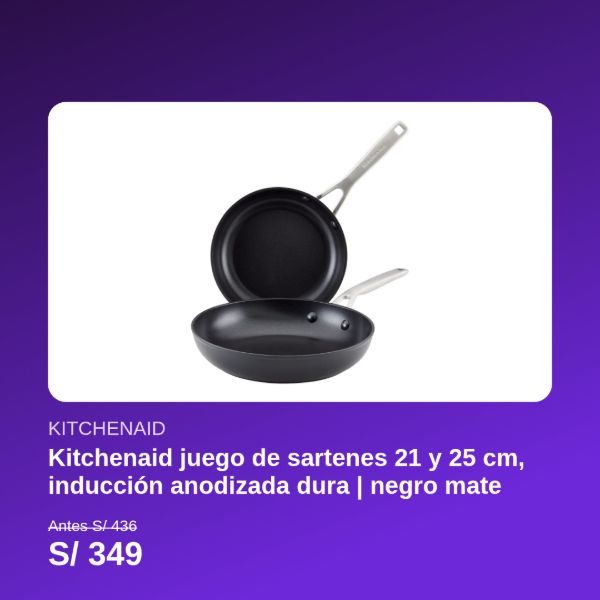 KITCHENAID
Kitchenaid juego de sartenes 21 y 25 cm,
inducción anodizada dura | negro mate
Antes S/ 436
S/ 349